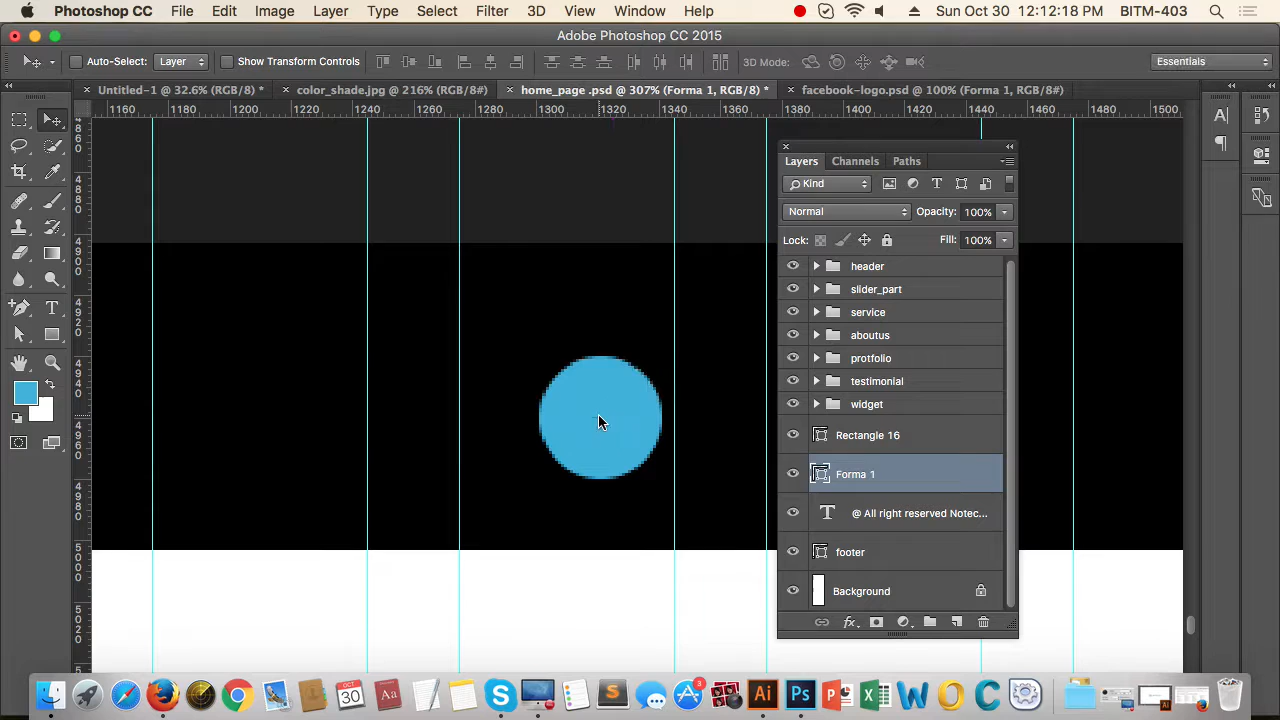 Photoshop CC File Edit Image Layer Type Select Filter 3D View Window Help Sun Oct 30 12:12:18 PM BITM-403
Adobe Photoshop CC 2015
Auto-Select: Layer Show Transform Controls 3D Mode: Essentials
Untitled-1 @ 32.6% (RGB/8) * color_shade.jpg @ 216% (RGB/8#) home_page .psd @ 307% (Forma 1, RGB/8) * facebook-logo.psd @ 100% (Forma 1, RGB/8#)
1160 1180 1200 1220 1240 1260 1280 1300 1320 1340 1360 1380 1400 1420 1440 1460 1480 1500
Layers Channels Paths
Kind
Normal Opacity: 100%
Lock: Fill: 100%
header
slider_part
service
aboutus
protfolio
testimonial
widget
Rectangle 16
Forma 1
@ All right reserved Notec...
footer
Background